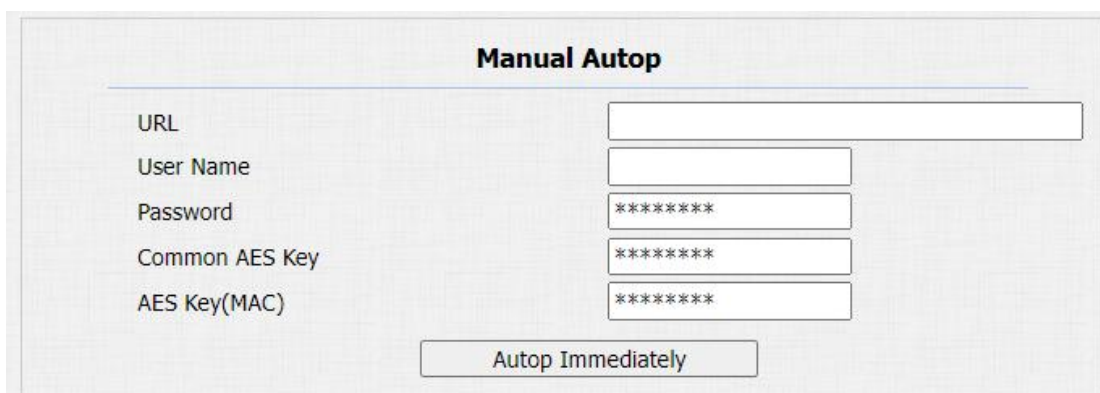 Manual Autop
URL
User Name
Password ********
Common AES Key ********
AES Key(MAC) ********
Autop Immediately